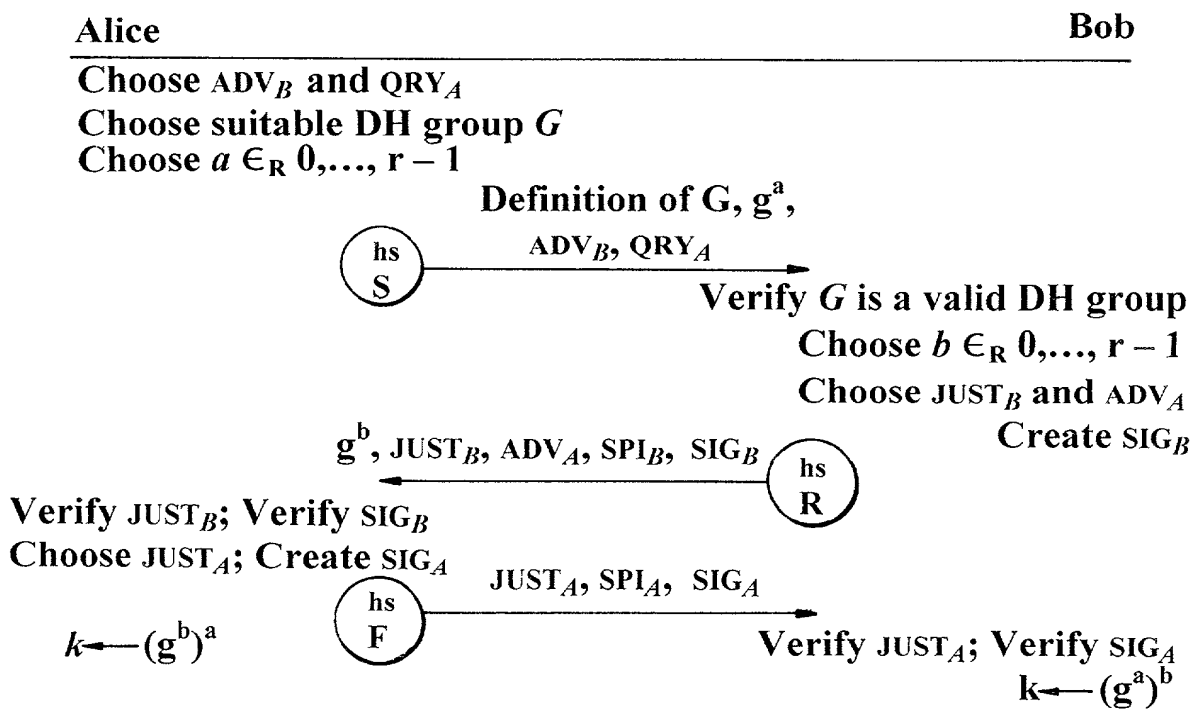 Alice Bob
Choose ADV_B and QRY_A
Choose suitable DH group G
Choose a ∈_R 0,..., r – 1
Definition of G, g^a,
hs
S
ADV_B, QRY_A
Verify G is a valid DH group
Choose b ∈_R 0,..., r – 1
Choose JUST_B and ADV_A
Create SIG_B
g^b, JUST_B, ADV_A, SPI_B, SIG_B
hs
R
Verify JUST_B; Verify SIG_B
Choose JUST_A; Create SIG_A
JUST_A, SPI_A, SIG_A
hs
F
k ← (g^b)^a
Verify JUST_A; Verify SIG_A
k ← (g^a)^b